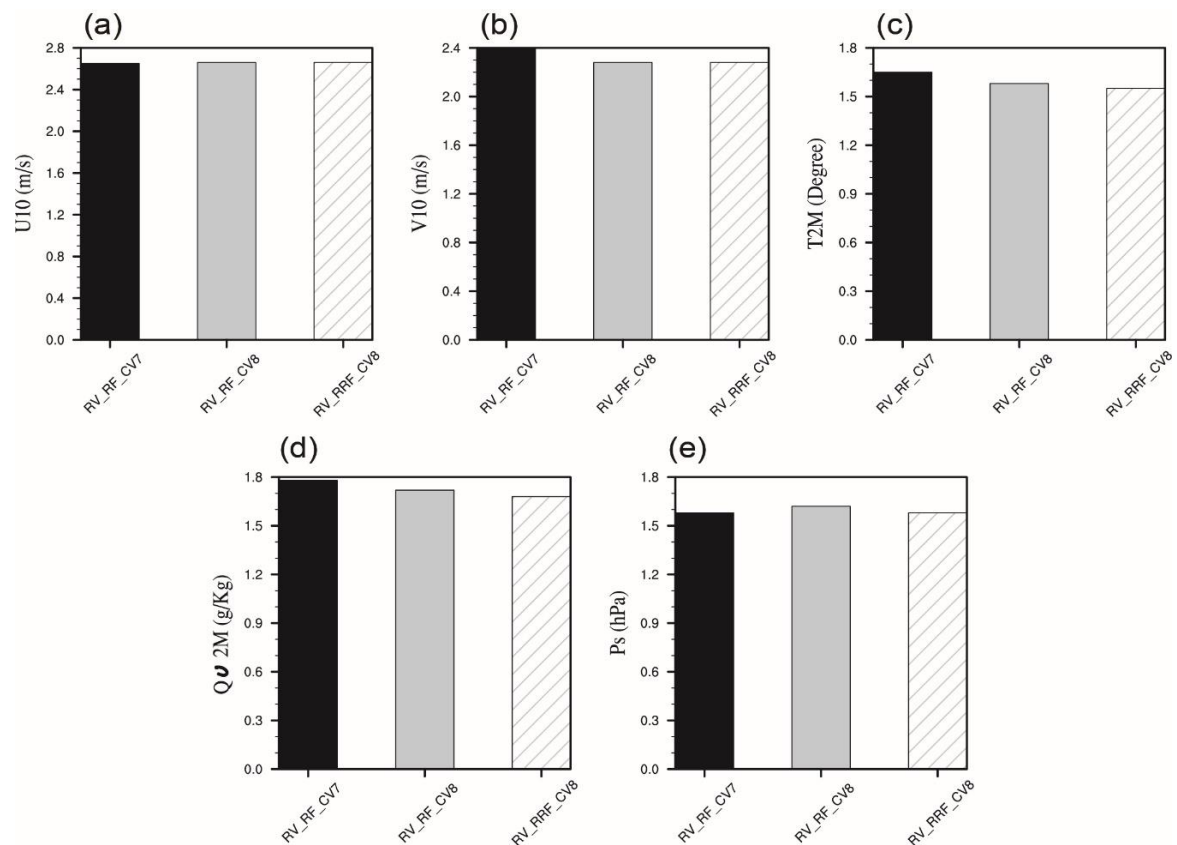 (a)
(b)
(c)
2.8
2.4
2.0
1.6
1.2
0.8
0.4
0.0
U10 (m/s)
RV_RF_CV7
RV_RF_CV8
RV_RRF_CV8
2.4
2.0
1.6
1.2
0.8
0.4
0.0
V10 (m/s)
RV_RF_CV7
RV_RF_CV8
RV_RRF_CV8
1.8
1.5
1.2
0.9
0.6
0.3
0.0
T2M (Degree)
RV_RF_CV7
RV_RF_CV8
RV_RRF_CV8
(d)
(e)
1.8
1.5
1.2
0.9
0.6
0.3
0.0
Qʋ 2M (g/Kg)
RV_RF_CV7
RV_RF_CV8
RV_RRF_CV8
1.8
1.5
1.2
0.9
0.6
0.3
0.0
Ps (hPa)
RV_RF_CV7
RV_RF_CV8
RV_RRF_CV8